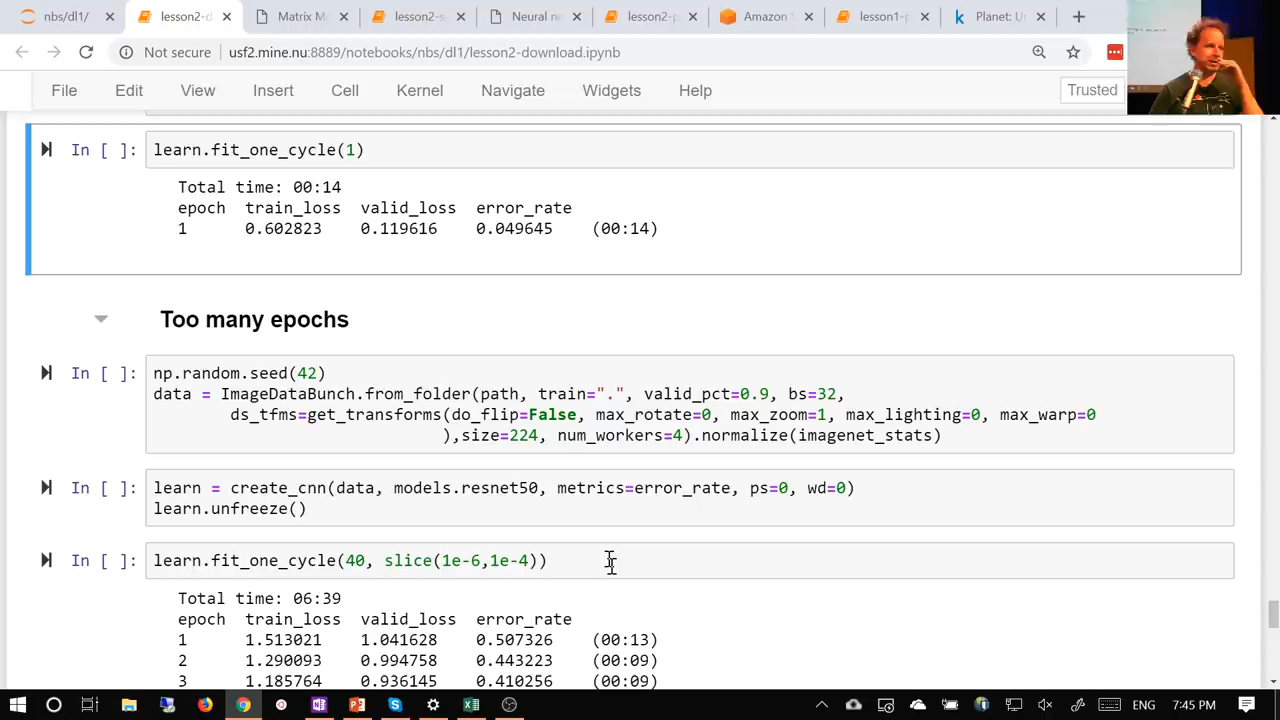 nbs/dl1/
lesson2-d
Matrix M
lesson2-s
Neural ne
lesson2-p
Amazon S
lesson1-p
Planet: Un
Not secure usf2.mine.nu:8889/notebooks/nbs/dl1/lesson2-download.ipynb
File Edit View Insert Cell Kernel Navigate Widgets Help Trusted
In [ ]: learn.fit_one_cycle(1)
Total time: 00:14
epoch train_loss valid_loss error_rate
1 0.602823 0.119616 0.049645 (00:14)
Too many epochs
In [ ]: np.random.seed(42)
data = ImageDataBunch.from_folder(path, train=".", valid_pct=0.9, bs=32,
ds_tfms=get_transforms(do_flip=False, max_rotate=0, max_zoom=1, max_lighting=0, max_warp=0
),size=224, num_workers=4).normalize(imagenet_stats)
In [ ]: learn = create_cnn(data, models.resnet50, metrics=error_rate, ps=0, wd=0)
learn.unfreeze()
In [ ]: learn.fit_one_cycle(40, slice(1e-6,1e-4))
Total time: 06:39
epoch train_loss valid_loss error_rate
1 1.513021 1.041628 0.507326 (00:13)
2 1.290093 0.994758 0.443223 (00:09)
3 1.185764 0.936145 0.410256 (00:09)
ENG 7:45 PM